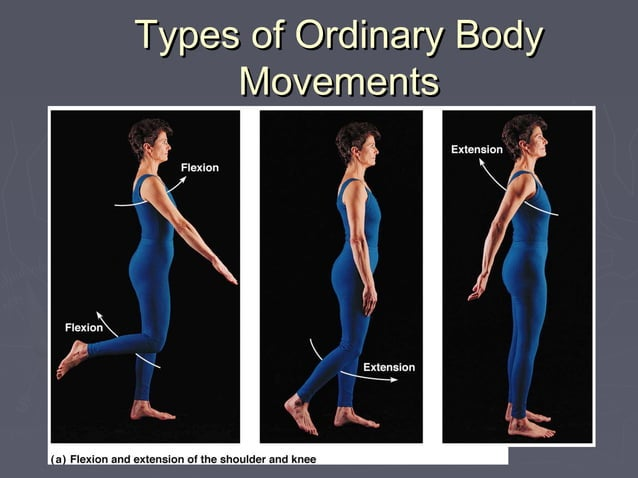 Types of Ordinary Body
Movements
Flexion
Flexion
Extension
Extension
(a) Flexion and extension of the shoulder and knee